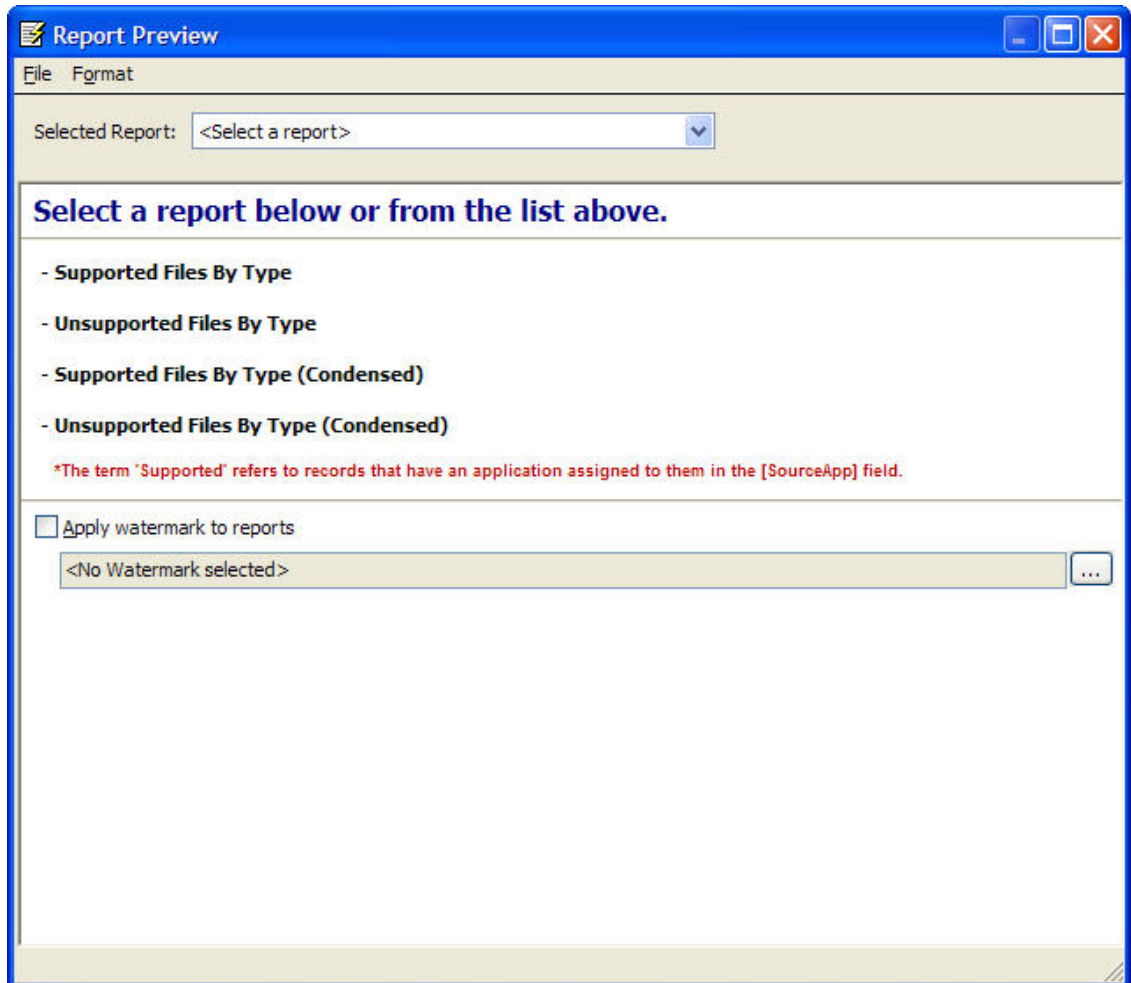 Report Preview
File Format
Selected Report: <Select a report>
Select a report below or from the list above.
- Supported Files By Type
- Unsupported Files By Type
- Supported Files By Type (Condensed)
- Unsupported Files By Type (Condensed)
*The term 'Supported' refers to records that have an application assigned to them in the [SourceApp] field.
Apply watermark to reports
<No Watermark selected> ...